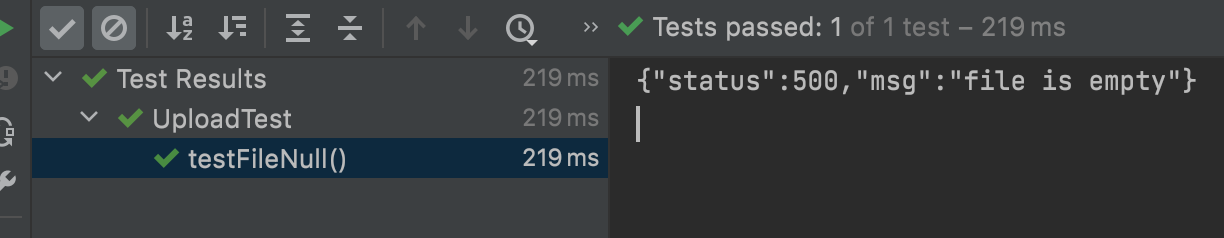 Tests passed: 1 of 1 test – 219 ms
Test Results 219 ms
UploadTest 219 ms
testFileNull() 219 ms
{"status":500,"msg":"file is empty"}